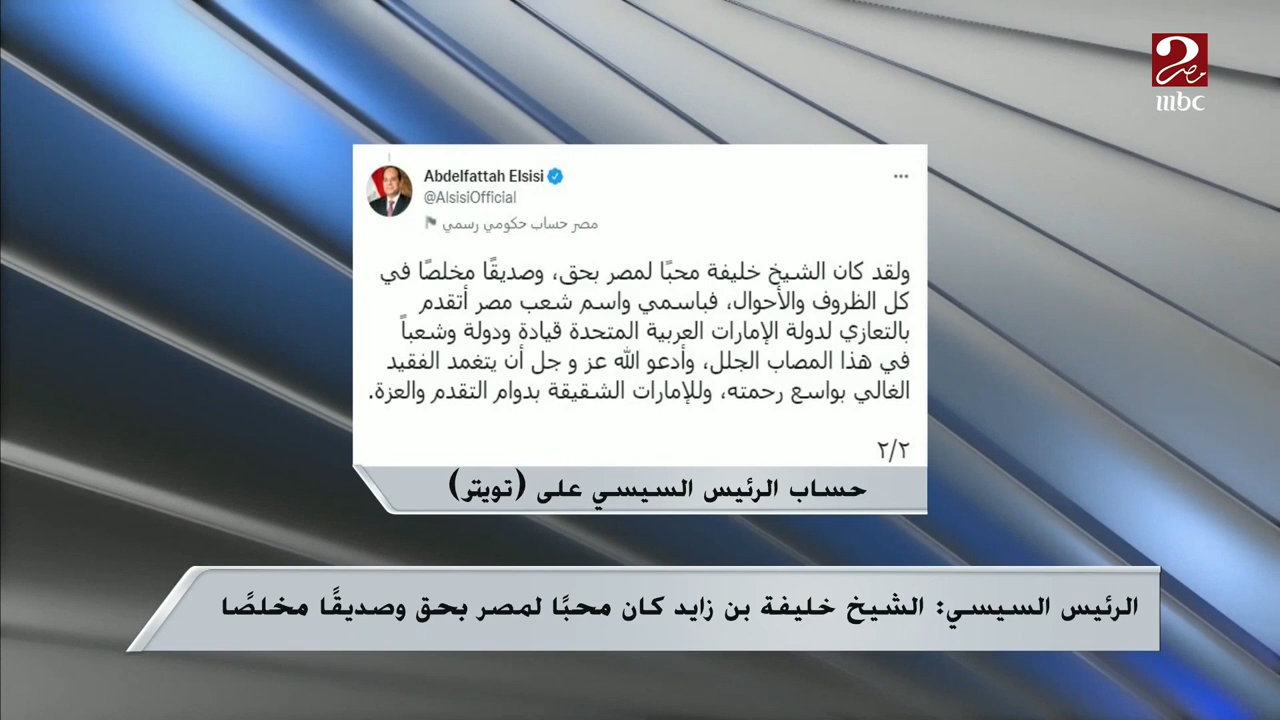 مصر
mbc
Abdelfattah Elsisi
@AlsisiOfficial
مصر حساب حكومي رسمي
ولقد كان الشيخ خليفة محبًا لمصر بحق، وصديقًا مخلصًا في
كل الظروف والأحوال، فباسمي واسم شعب مصر أتقدم
بالتعازي لدولة الإمارات العربية المتحدة قيادة ودولة وشعباً
في هذا المصاب الجلل، وأدعو الله عز و جل أن يتغمد الفقيد
الغالي بواسع رحمته، وللإمارات الشقيقة بدوام التقدم والعزة.
٢/٢
حساب الرئيس السيسي على (تويتر)
الرئيس السيسي: الشيخ خليفة بن زايد كان محبًا لمصر بحق وصديقًا مخلصًا